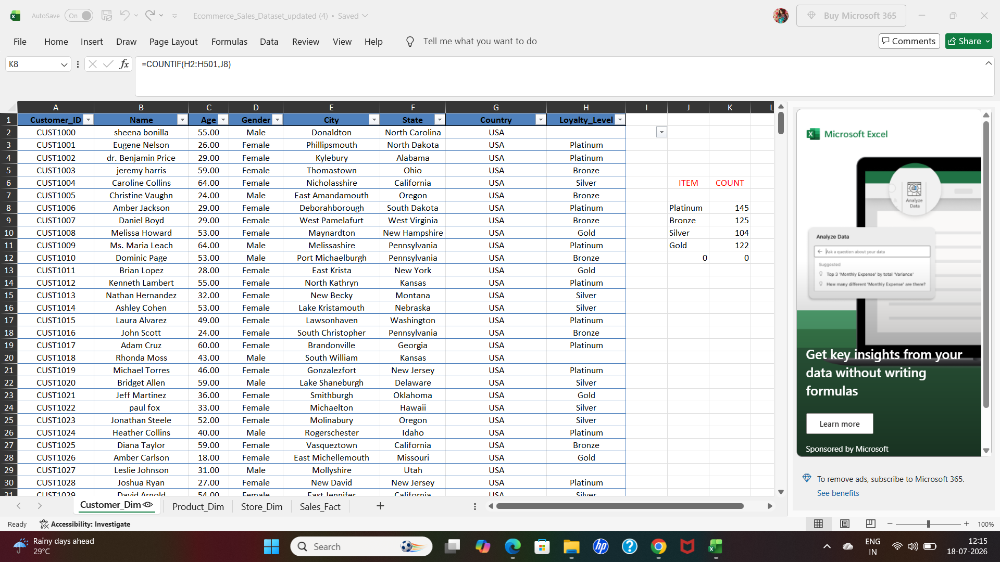 AutoSave On Ecommerce_Sales_Dataset_updated (4) • Saved Buy Microsoft 365
File Home Insert Draw Page Layout Formulas Data Review View Help Tell me what you want to do Comments Share
K8 fx =COUNTIF(H2:H501,J8)
A B C D E F G H I J K L
1 Customer_ID Name Age Gender City State Country Loyalty_Level
2 CUST1000 sheena bonilla 55.00 Male Donaldton North Carolina USA
3 CUST1001 Eugene Nelson 26.00 Female Phillipsmouth North Dakota USA Platinum
4 CUST1002 dr. Benjamin Price 29.00 Female Kylebury Alabama USA Platinum
5 CUST1003 jeremy harris 59.00 Female Thomastown Ohio USA Bronze
6 CUST1004 Caroline Collins 64.00 Female Nicholasshire California USA Silver ITEM COUNT
7 CUST1005 Christine Vaughn 24.00 Male East Amandamouth Oregon USA Bronze
8 CUST1006 Amber Jackson 29.00 Female Deborahborough South Dakota USA Platinum Platinum 145
9 CUST1007 Daniel Boyd 29.00 Female West Pamelafurt West Virginia USA Bronze Bronze 125
10 CUST1008 Melissa Howard 53.00 Female Maynardton New Hampshire USA Gold Silver 104
11 CUST1009 Ms. Maria Leach 64.00 Male Melissashire Pennsylvania USA Platinum Gold 122
12 CUST1010 Dominic Page 53.00 Male Port Michaelburgh Pennsylvania USA Bronze 0 0
13 CUST1011 Brian Lopez 28.00 Female East Krista New York USA Gold
14 CUST1012 Kenneth Lambert 55.00 Female North Kathryn Kansas USA Platinum
15 CUST1013 Nathan Hernandez 32.00 Female New Becky Montana USA Silver
16 CUST1014 Ashley Cohen 53.00 Female Lake Kristamouth Nebraska USA Silver
17 CUST1015 Laura Alvarez 49.00 Female Lawsonhaven Washington USA Platinum
18 CUST1016 John Scott 24.00 Female South Christopher Pennsylvania USA Bronze
19 CUST1017 Adam Cruz 60.00 Female Brandonville Georgia USA Platinum
20 CUST1018 Rhonda Moss 43.00 Male South William Kansas USA
21 CUST1019 Michael Torres 46.00 Female Gonzalezfort New Jersey USA Platinum
22 CUST1020 Bridget Allen 59.00 Male Lake Shaneburgh Delaware USA Silver
23 CUST1021 Jeff Martinez 36.00 Female Smithburgh Oklahoma USA Gold
24 CUST1022 paul fox 33.00 Female Michaelton Hawaii USA Silver
25 CUST1023 Jonathan Steele 52.00 Female Molinabury Oregon USA Silver
26 CUST1024 Heather Collins 40.00 Male Rogerschester Idaho USA Platinum
27 CUST1025 Diana Taylor 59.00 Female Vasqueztown California USA Bronze
28 CUST1026 Amber Carlson 18.00 Female East Michellemouth Missouri USA Gold
29 CUST1027 Leslie Johnson 31.00 Male Mollyshire Utah USA
30 CUST1028 Joshua Ryan 27.00 Female New David New Jersey USA Platinum
31 CUST1029 David Arnold 54.00 Female East Jennifer California USA Silver
Microsoft Excel
Analyze
Data
Analyze Data
Ask a question about your data
Suggested
Top 3 'Monthly Expense' by total 'Variance'
How many different 'Monthly Expense' are there?
Get key insights from your
data without writing
formulas
Learn more
Sponsored by Microsoft
To remove ads, subscribe to Microsoft 365.
See benefits
Customer_Dim Product_Dim Store_Dim Sales_Fact
Ready Accessibility: Investigate 100%
Rainy days ahead
29°C
Search
hp
ENG
IN
12:15
18-07-2026